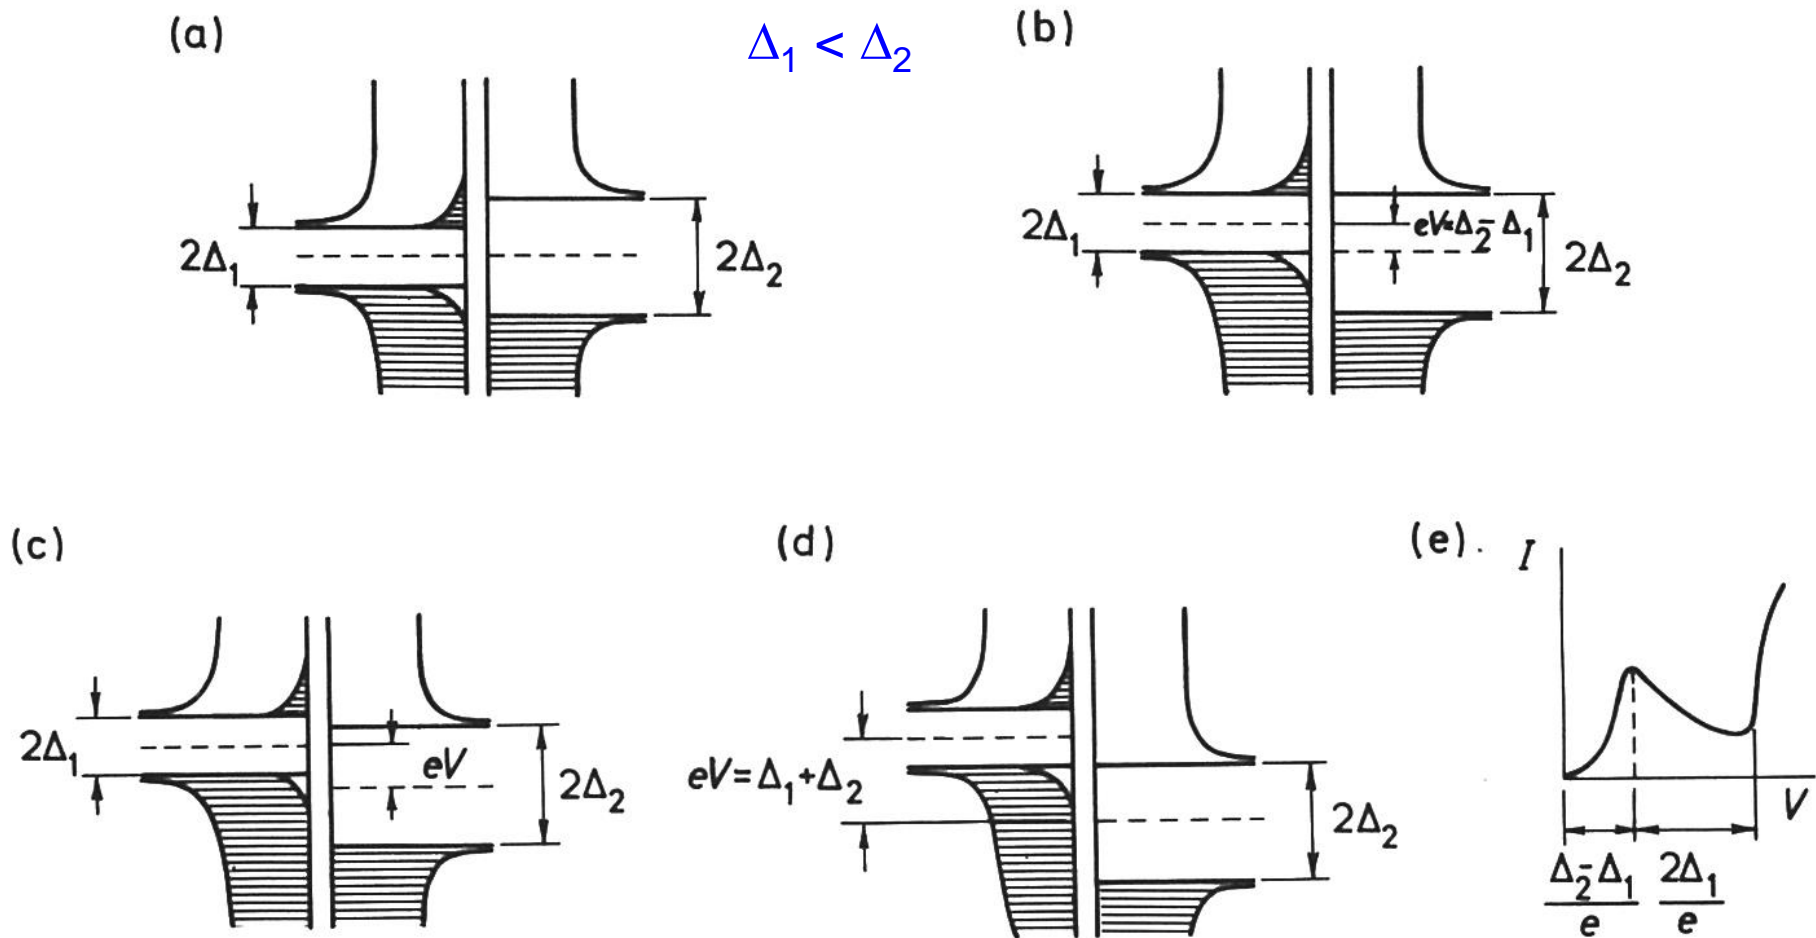 (a)
Δ₁ < Δ₂
(b)
2Δ₁
2Δ₂
2Δ₁
eV=Δ₂-Δ₁
2Δ₂
(c)
(d)
(e).
I
2Δ₁
eV
2Δ₂
eV=Δ₁+Δ₂
2Δ₂
V
Δ₂-Δ₁
e
2Δ₁
e